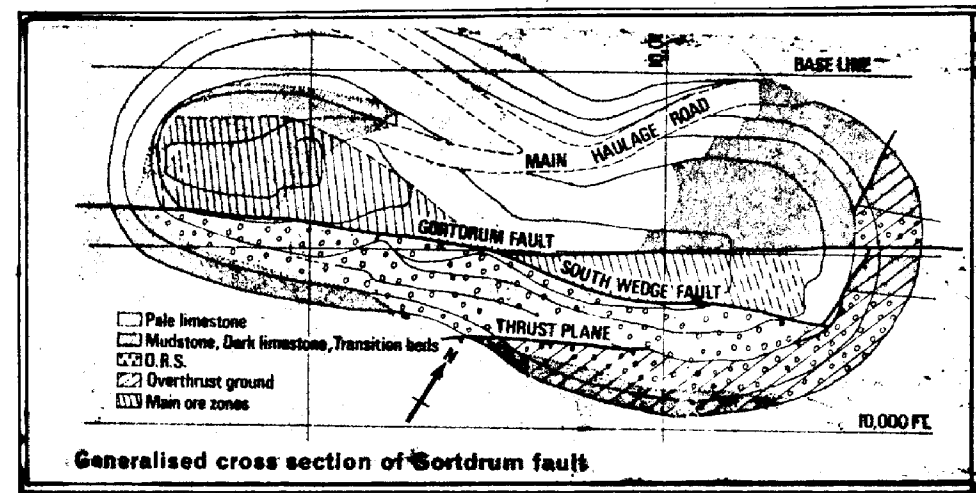 BASE LINE
MAIN HAULAGE ROAD
GORTDRUM FAULT
SOUTH WEDGE FAULT
THRUST PLANE
Pale limestone
Mudstone, Dark limestone, Transition beds
O.R.S.
Overthrust ground
Main ore zones
N
10,000 FT.
Generalised cross section of Gortdrum fault